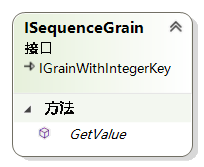 ISequenceGrain
接口
IGrainWithIntegerKey
方法
GetValue